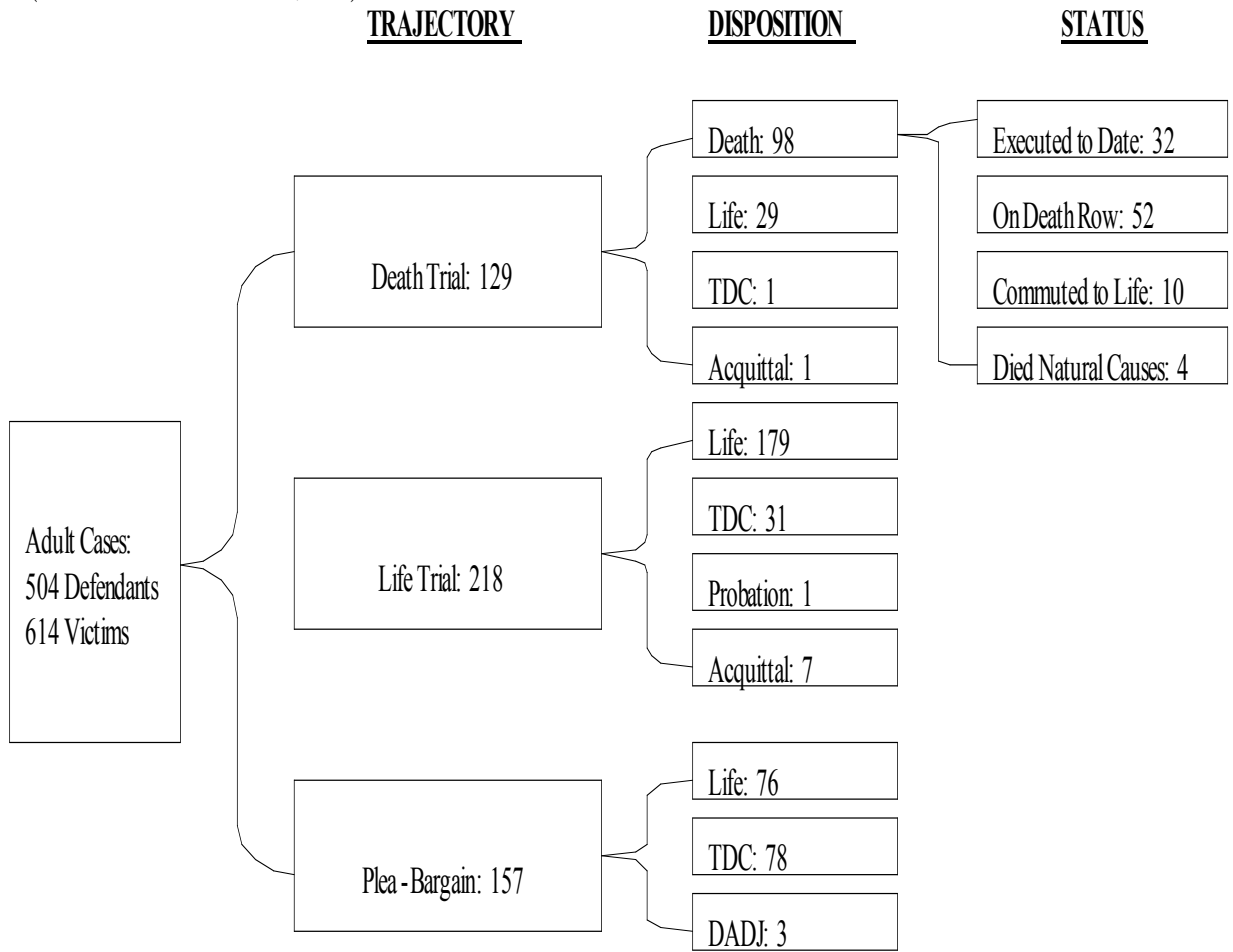 TRAJECTORY DISPOSITION STATUS
Death: 98
Executed to Date: 32
Life: 29
On Death Row: 52
Death Trial: 129
TDC: 1
Commuted to Life: 10
Acquittal: 1
Died Natural Causes: 4
Life: 179
Adult Cases:
504 Defendants
614 Victims
TDC: 31
Life Trial: 218
Probation: 1
Acquittal: 7
Life: 76
TDC: 78
Plea - Bargain: 157
DADJ: 3